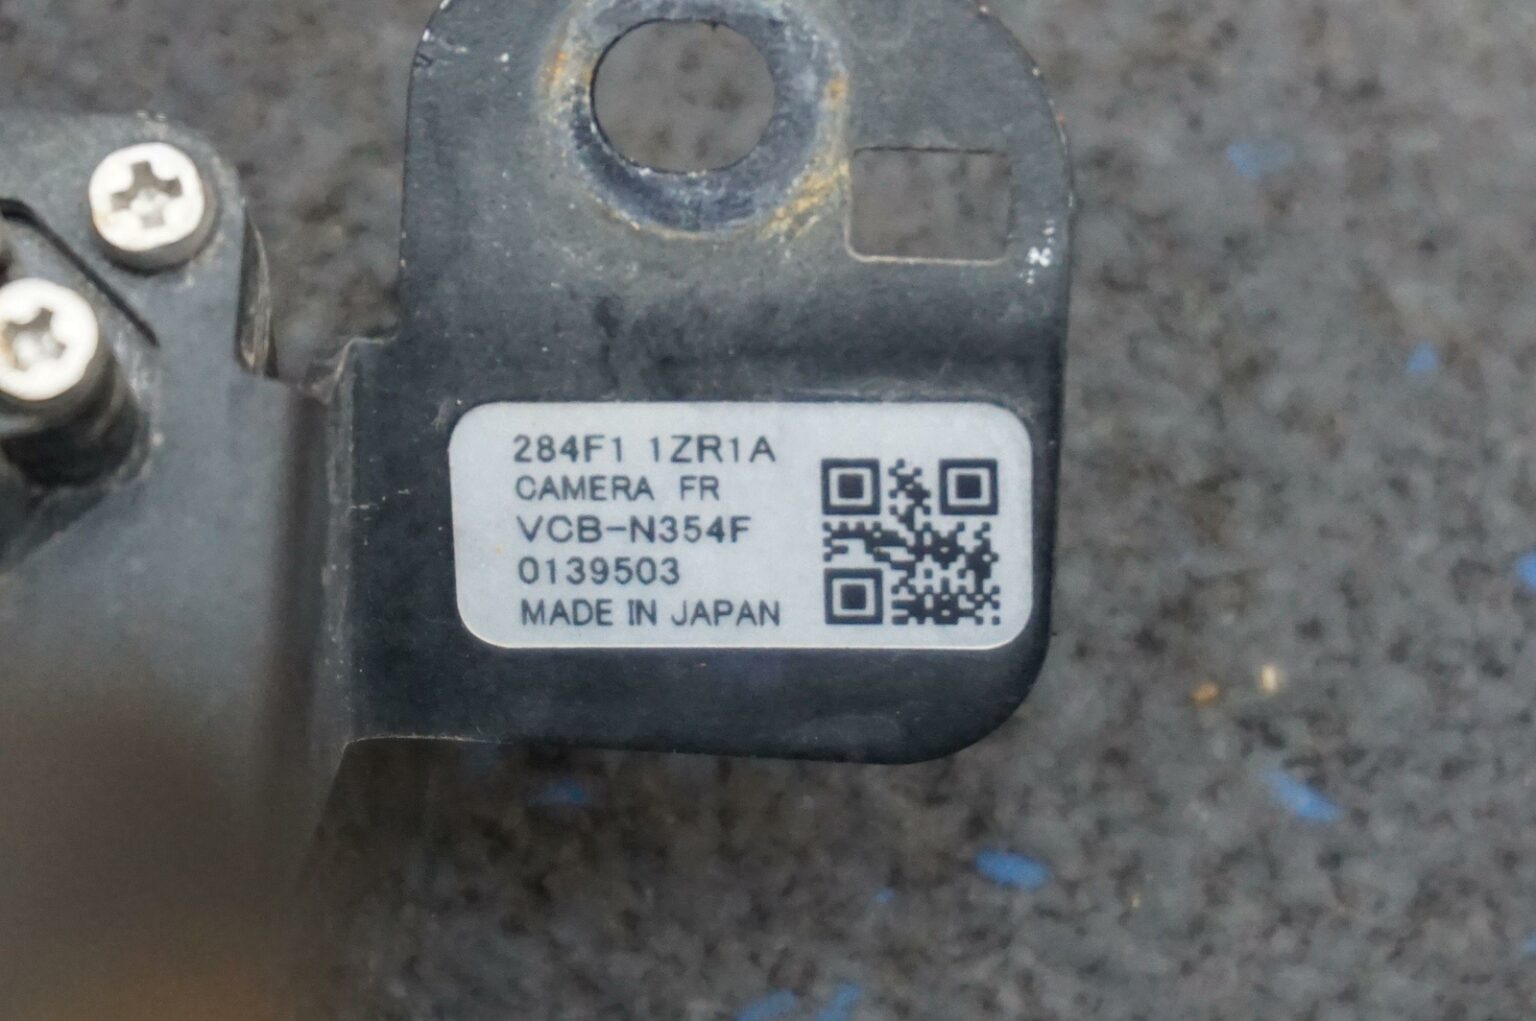 284F1 1ZR1A
CAMERA FR
VCB-N354F
0139503
MADE IN JAPAN